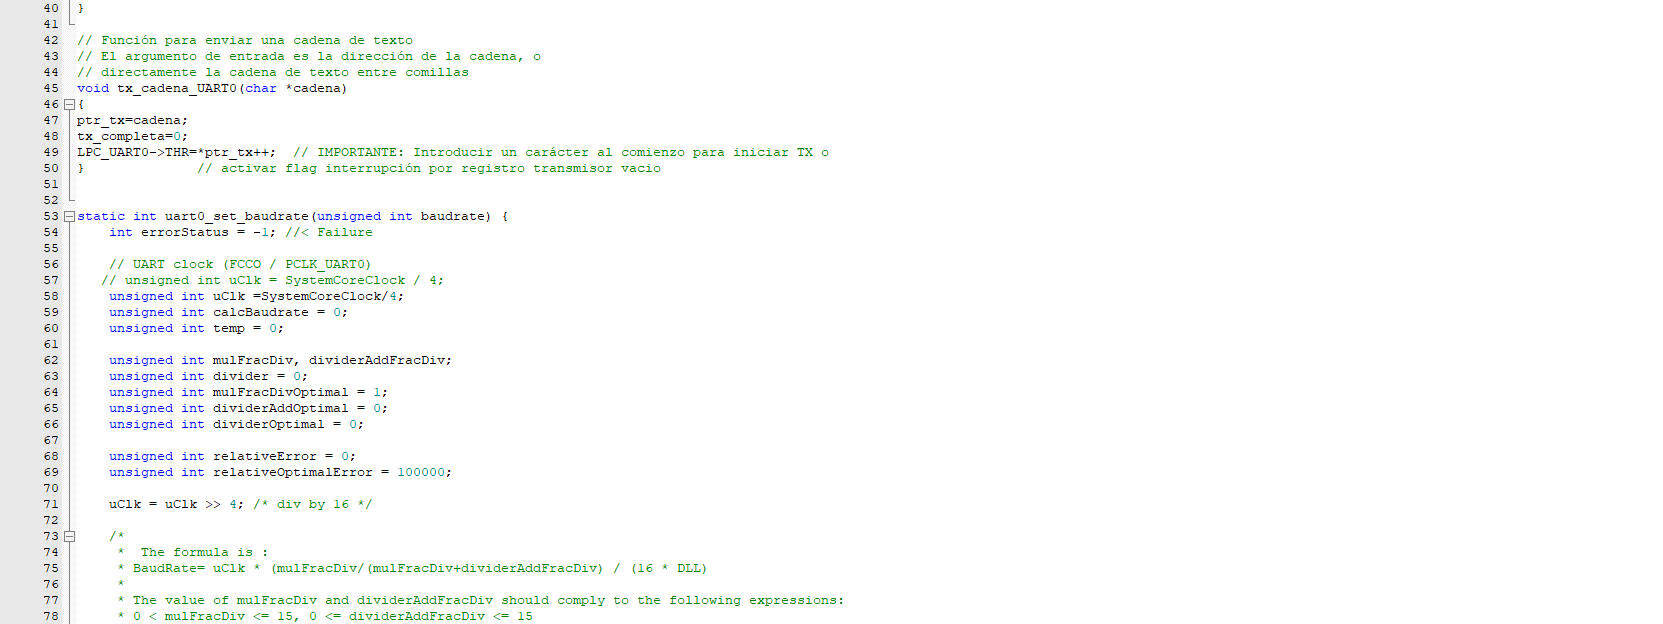 40 }
41
42 // Función para enviar una cadena de texto
43 // El argumento de entrada es la dirección de la cadena, o
44 // directamente la cadena de texto entre comillas
45 void tx_cadena_UART0(char *cadena)
46 {
47 ptr_tx=cadena;
48 tx_completa=0;
49 LPC_UART0->THR=*ptr_tx++;  // IMPORTANTE: Introducir un carácter al comienzo para iniciar TX o
50 }              // activar flag interrupción por registro transmisor vacio
51
52
53 static int uart0_set_baudrate(unsigned int baudrate) {
54     int errorStatus = -1; //< Failure
55
56     // UART clock (FCCO / PCLK_UART0)
57    // unsigned int uClk = SystemCoreClock / 4;
58     unsigned int uClk =SystemCoreClock/4;
59     unsigned int calcBaudrate = 0;
60     unsigned int temp = 0;
61
62     unsigned int mulFracDiv, dividerAddFracDiv;
63     unsigned int divider = 0;
64     unsigned int mulFracDivOptimal = 1;
65     unsigned int dividerAddOptimal = 0;
66     unsigned int dividerOptimal = 0;
67
68     unsigned int relativeError = 0;
69     unsigned int relativeOptimalError = 100000;
70
71     uClk = uClk >> 4; /* div by 16 */
72
73     /*
74      *  The formula is :
75      * BaudRate= uClk * (mulFracDiv/(mulFracDiv+dividerAddFracDiv) / (16 * DLL)
76      *
77      * The value of mulFracDiv and dividerAddFracDiv should comply to the following expressions:
78      * 0 < mulFracDiv <= 15, 0 <= dividerAddFracDiv <= 15